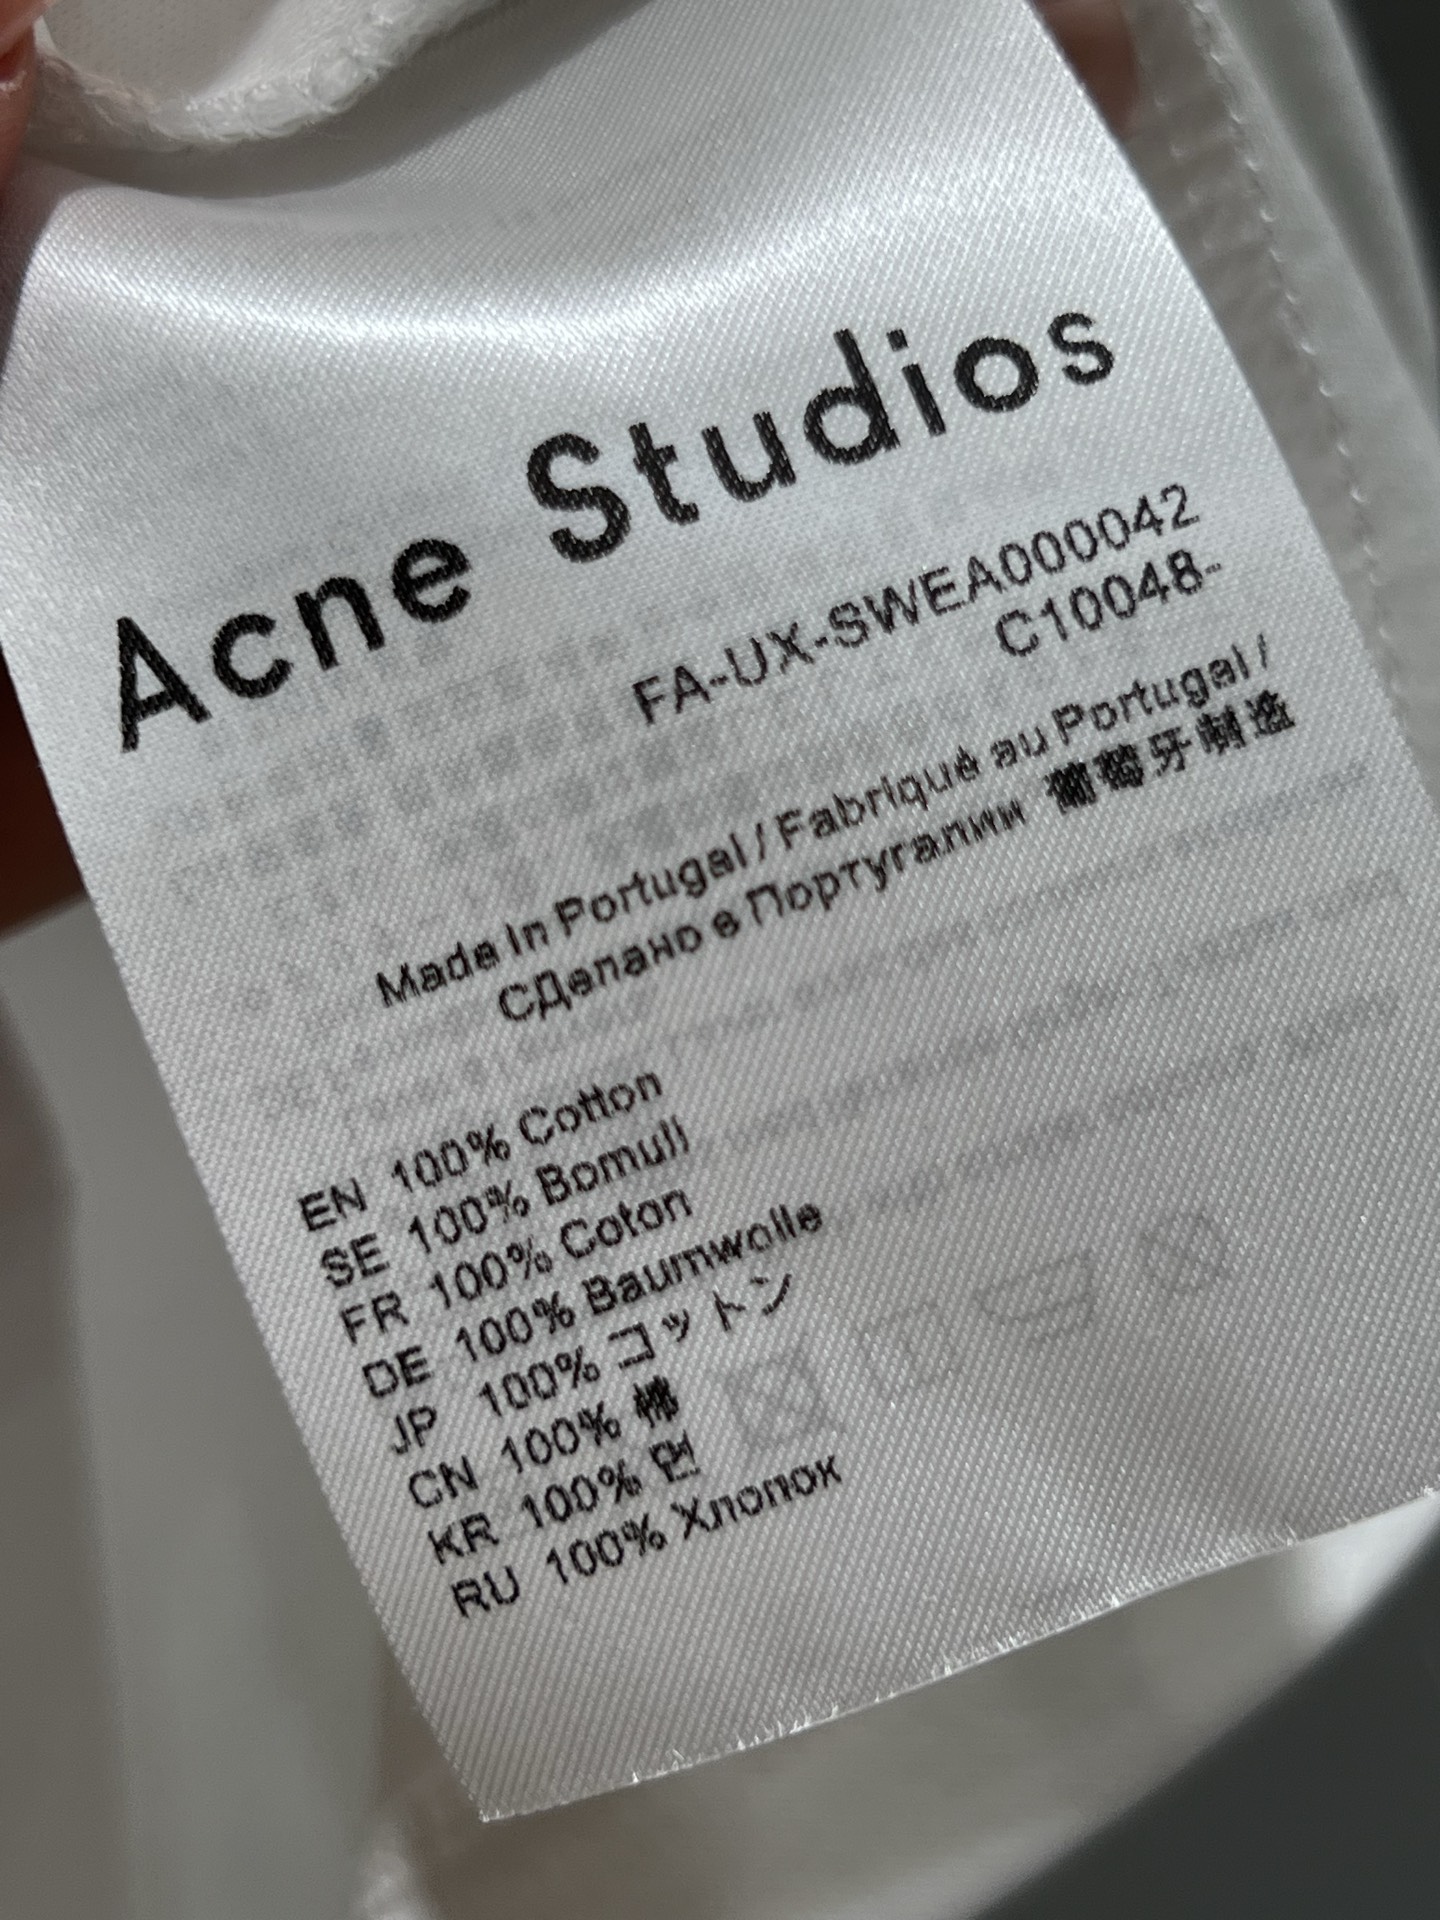 Acne Studios
FA-UX-SWEA000042
C10048-
Made In Portugal / Fabriqué au Portugal /
СДелано в Португалии 葡萄牙制造
EN 100% Cotton
SE 100% Bomull
FR 100% Coton
DE 100% Baumwolle
JP 100% コットン
CN 100% 棉
KR 100% 면
RU 100% Хлопок